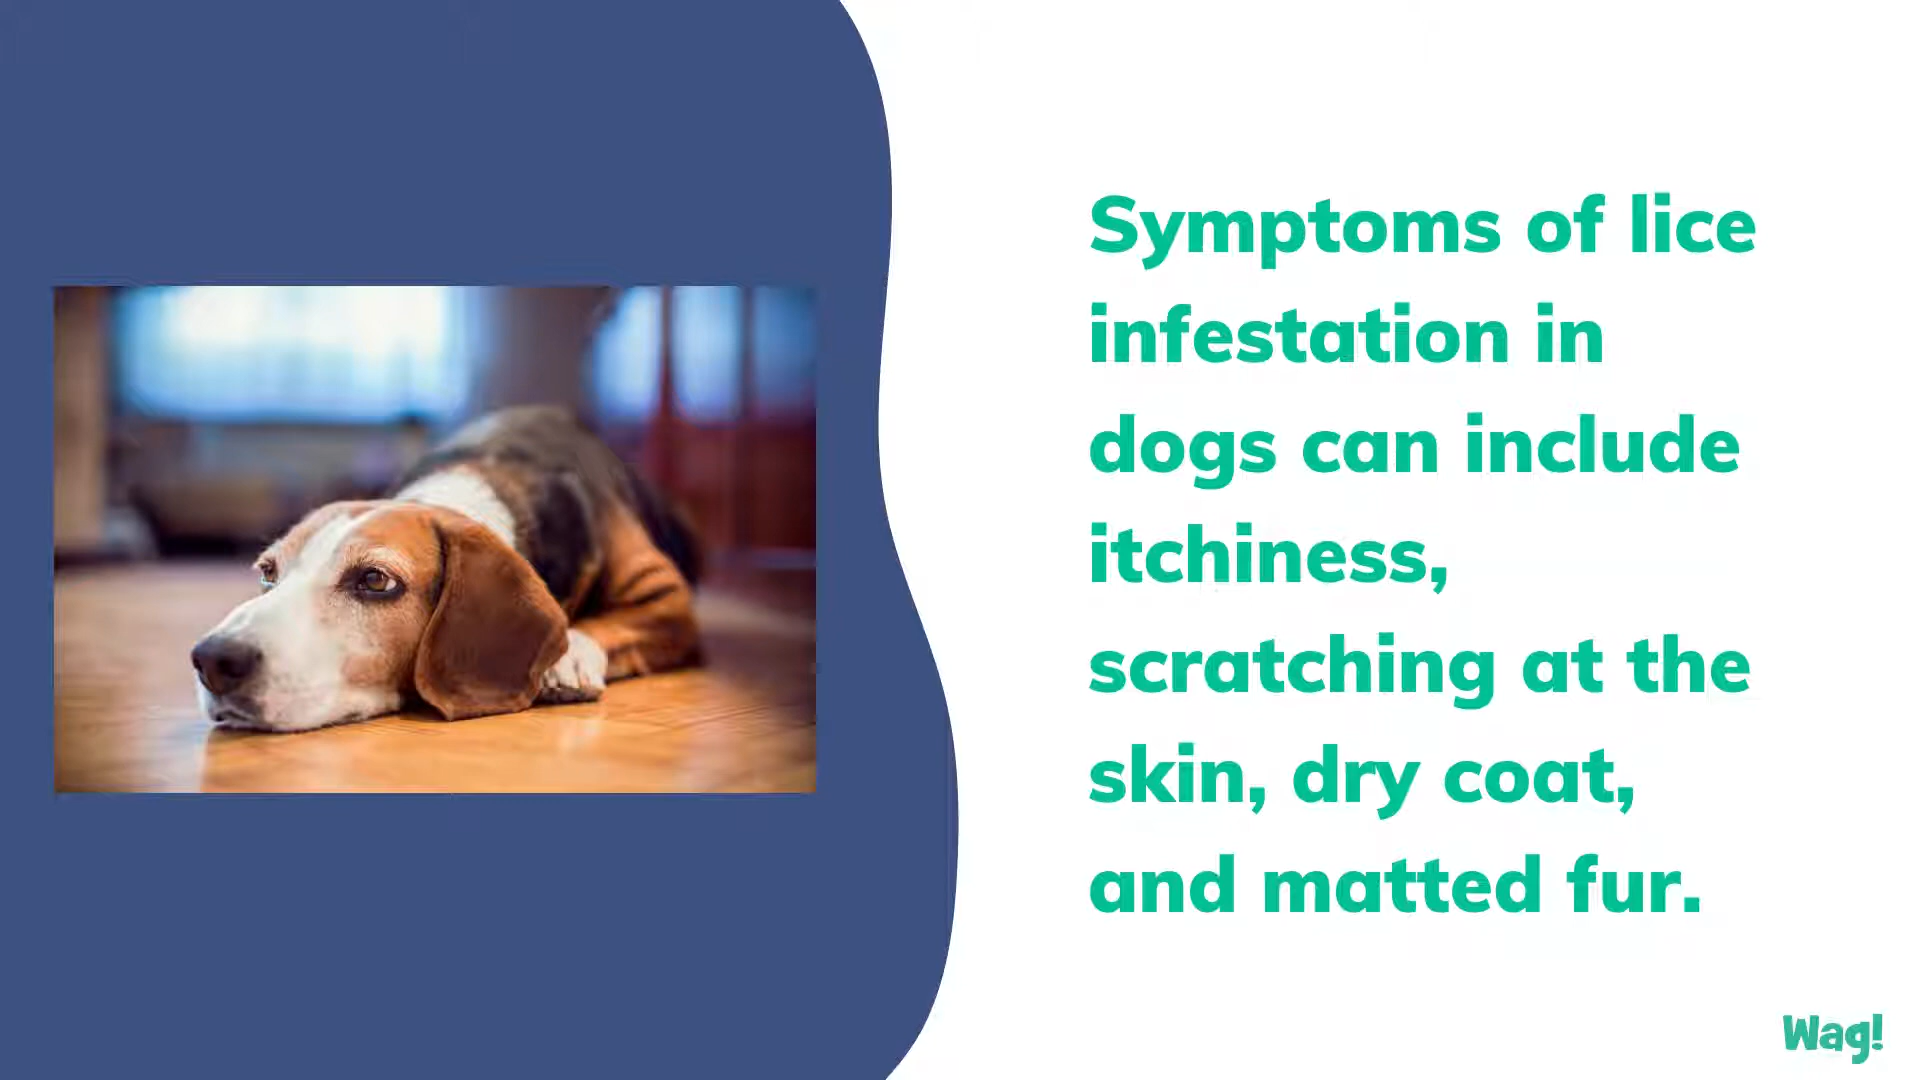 Symptoms of lice
infestation in
dogs can include
itchiness,
scratching at the
skin, dry coat,
and matted fur.
Wag!